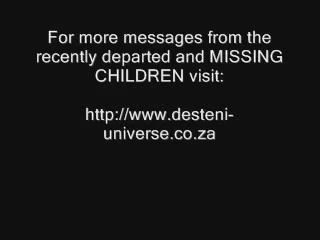 For more messages from the
recently departed and MISSING
CHILDREN visit:
http://www.desteni-
universe.co.za